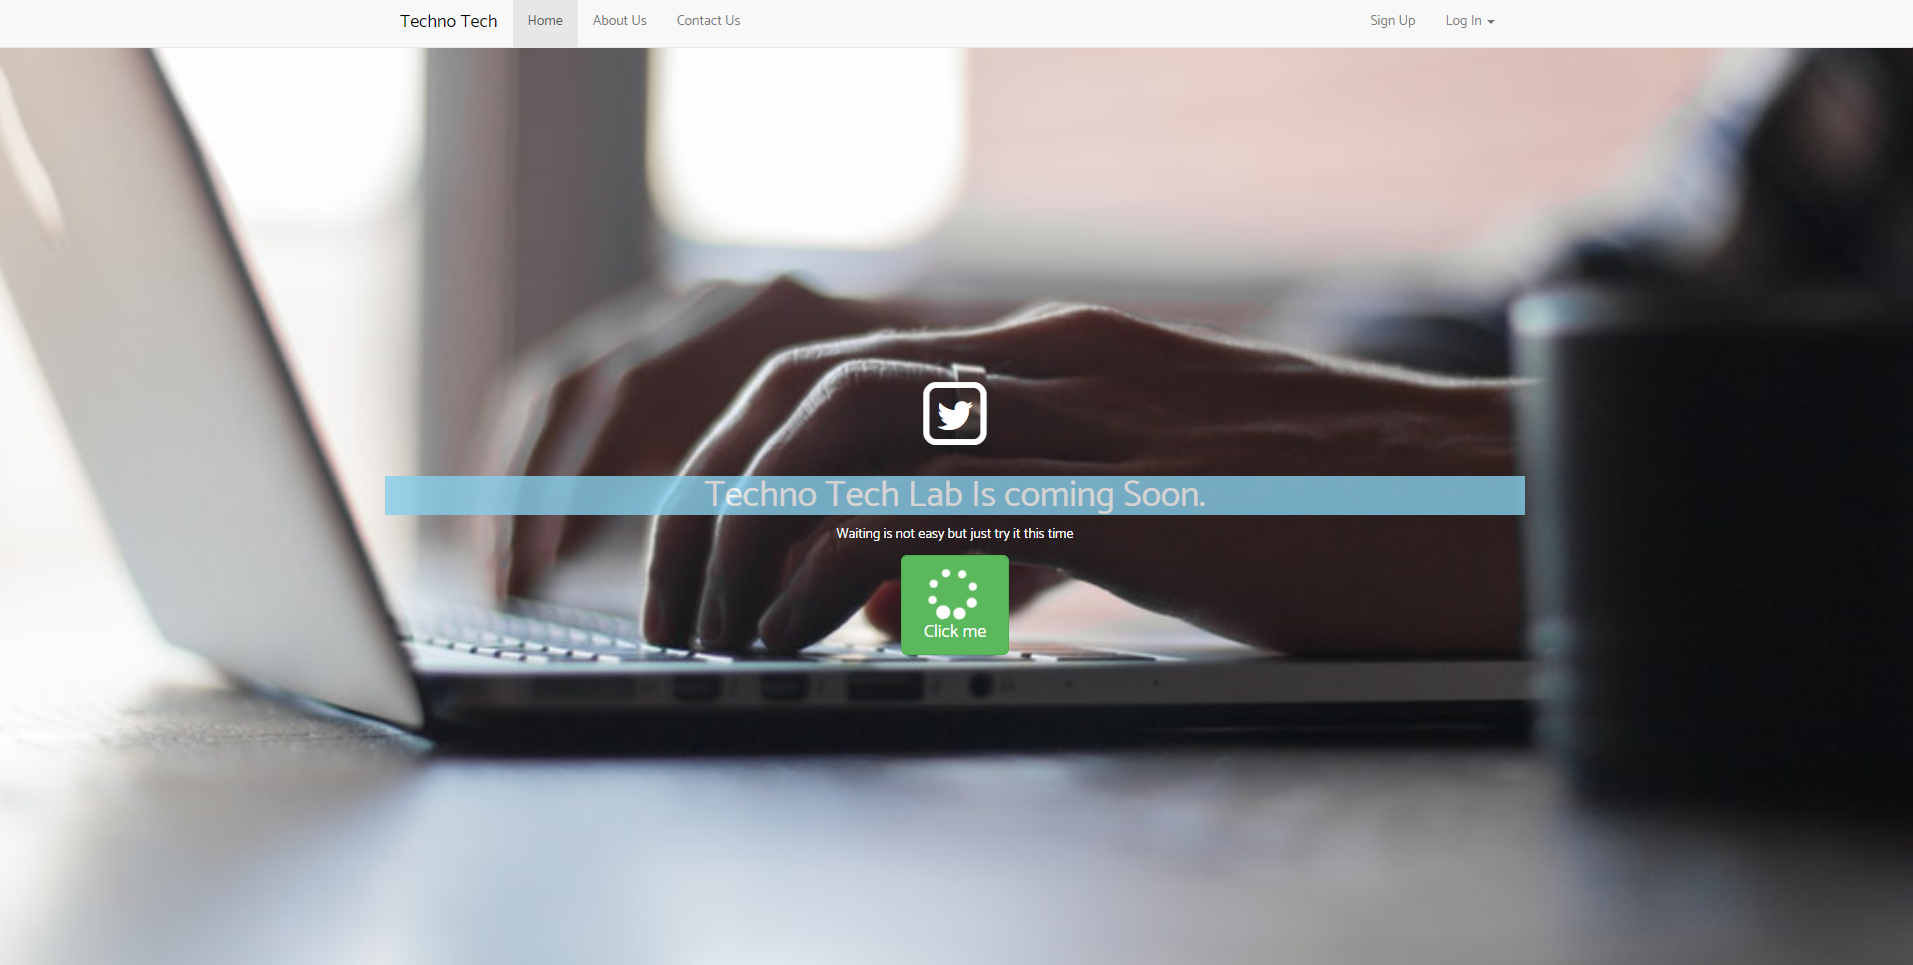 Techno Tech Home About Us Contact Us Sign Up Log In
Techno Tech Lab Is coming Soon.
Waiting is not easy but just try it this time
Click me